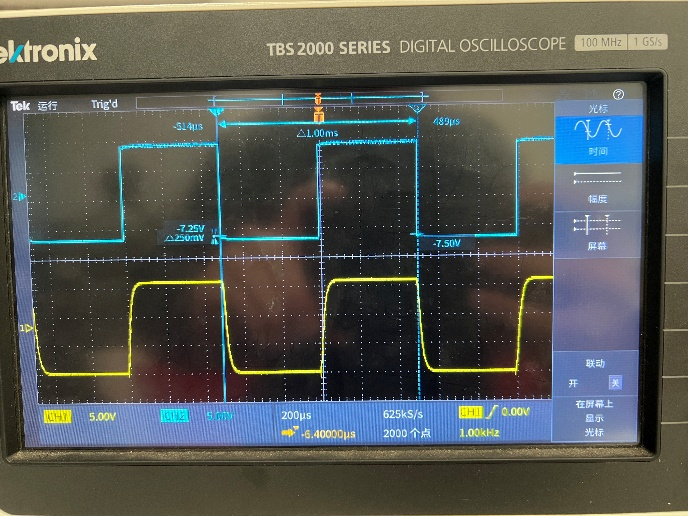 ektronix
TBS 2000 SERIES DIGITAL OSCILLOSCOPE 100 MHz 1 GS/s
Tek 运行 Trig'd
光标
-514µs
489µs
△1.00ms
时间
幅度
2
-7.25V
△250mV
-7.50V
屏幕
1
联动
开 关
CH1 5.00V
CH2
200µs
625kS/s
CH1 0.00V
-6.40000µs
2000 个点
1.00kHz
在屏幕上
显示
光标